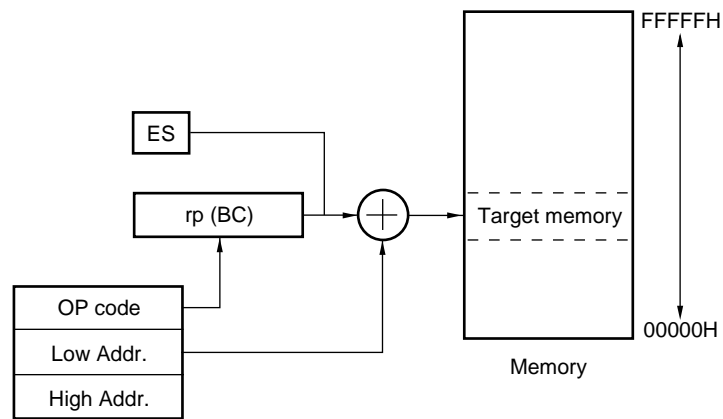 FFFFFH
ES
rp (BC)
Target memory
OP code
Low Addr.
High Addr.
00000H
Memory